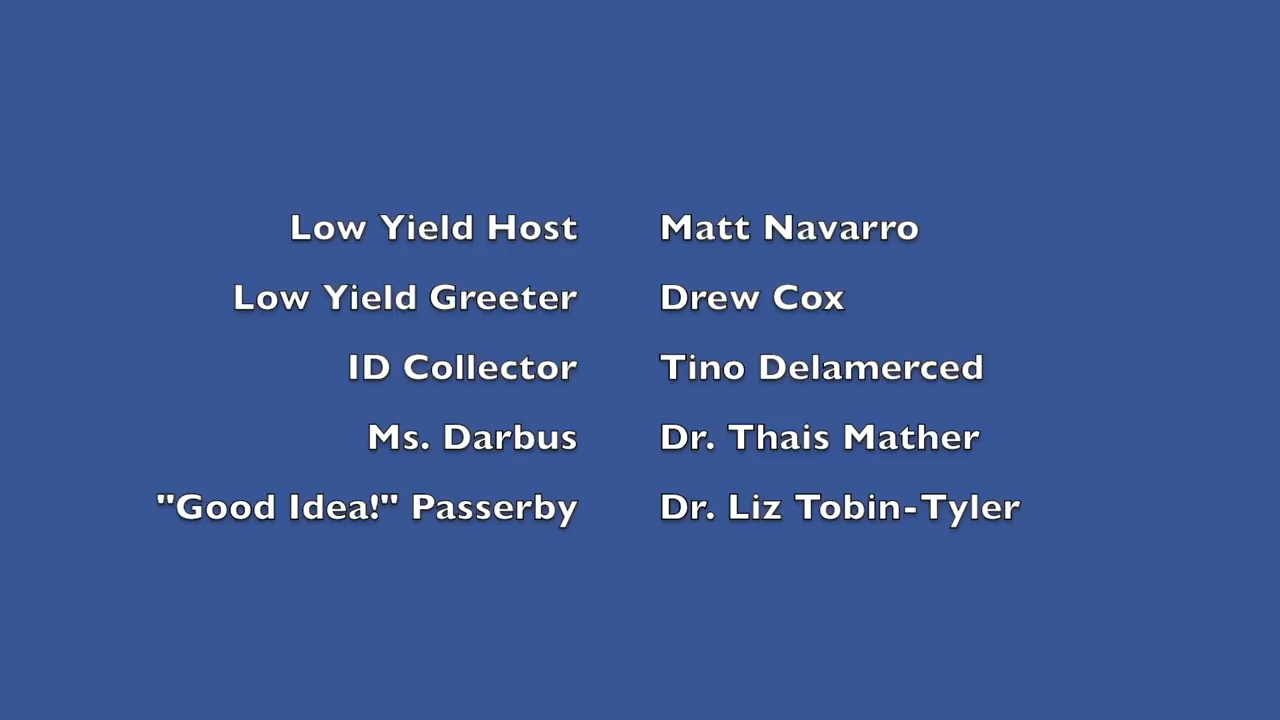 Low Yield Host Matt Navarro
Low Yield Greeter Drew Cox
ID Collector Tino Delamerced
Ms. Darbus Dr. Thais Mather
"Good Idea!" Passerby Dr. Liz Tobin-Tyler